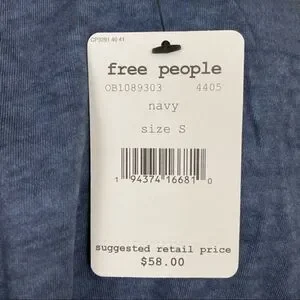 free people
OB1089303 4405
navy
size S
1 94374 16681 0
suggested retail price
$58.00